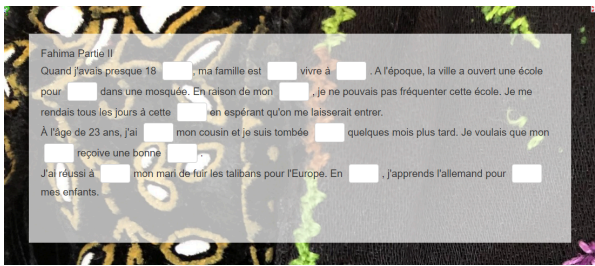 Fahima Partie II
Quand j'avais presque 18 , ma famille est vivre à . A l'époque, la ville a ouvert une école
pour dans une mosquée. En raison de mon , je ne pouvais pas fréquenter cette école. Je me
rendais tous les jours à cette en espérant qu'on me laisserait entrer.
À l'âge de 23 ans, j'ai mon cousin et je suis tombée quelques mois plus tard. Je voulais que mon
reçoive une bonne .
J'ai réussi à mon mari de fuir les talibans pour l'Europe. En , j'apprends l'allemand pour
mes enfants.